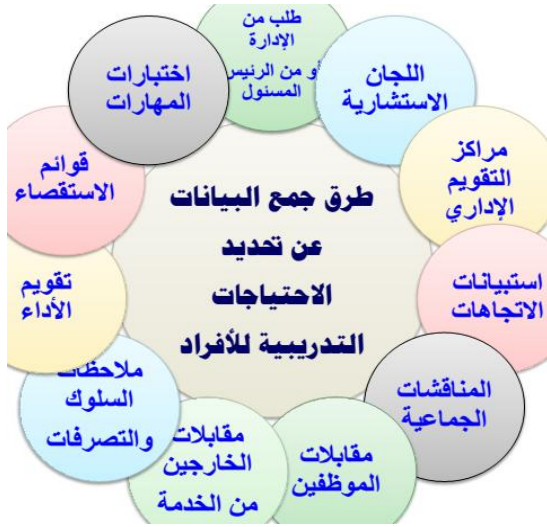 طلب من
الإدارة
أو من الرئيس
المسئول
اللجان
الاستشارية
مراكز
التقويم
الإداري
استبيانات
الاتجاهات
المناقشات
الجماعية
مقابلات
الموظفين
مقابلات
الخارجين
من الخدمة
ملاحظات
السلوك
والتصرفات
تقويم
الأداء
قوائم
الاستقصاء
اختبارات
المهارات
طرق جمع البيانات
عن تحديد
الاحتياجات
التدريبية للأفراد